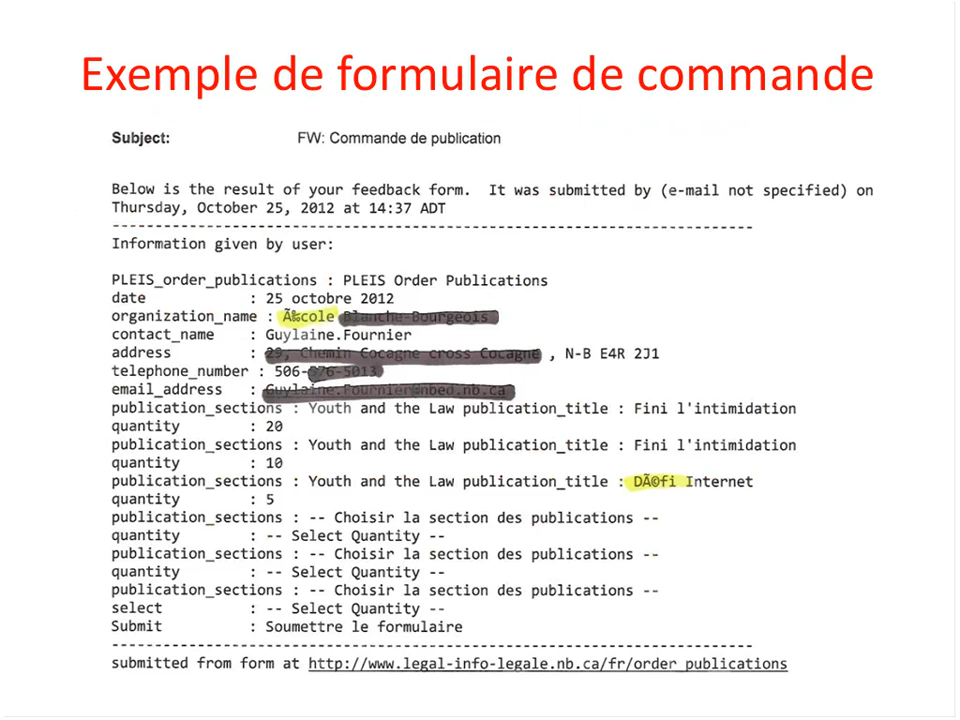 Exemple de formulaire de commande
Subject: FW: Commande de publication
Below is the result of your feedback form. It was submitted by (e-mail not specified) on
Thursday, October 25, 2012 at 14:37 ADT
--------------------------------------------------------------------------
Information given by user:
PLEIS_order_publications : PLEIS Order Publications
date : 25 octobre 2012
organization_name : Ã‰cole
contact_name : Guylaine.Fournier
address : , N-B E4R 2J1
telephone_number : 506-
email_address :
publication_sections : Youth and the Law publication_title : Fini l'intimidation
quantity : 20
publication_sections : Youth and the Law publication_title : Fini l'intimidation
quantity : 10
publication_sections : Youth and the Law publication_title : DÃ©fi Internet
quantity : 5
publication_sections : -- Choisir la section des publications --
quantity : -- Select Quantity --
publication_sections : -- Choisir la section des publications --
quantity : -- Select Quantity --
publication_sections : -- Choisir la section des publications --
select : -- Select Quantity --
Submit : Soumettre le formulaire
--------------------------------------------------------------------------
submitted from form at http://www.legal-info-legale.nb.ca/fr/order_publications